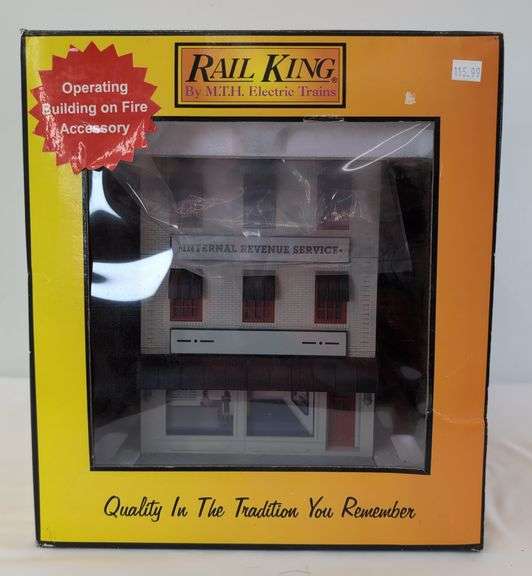 Operating
Building on Fire
Accessory
RAIL KING®
By M.T.H. Electric Trains
115.99
INTERNAL REVENUE SERVICE
Quality In The Tradition You Remember